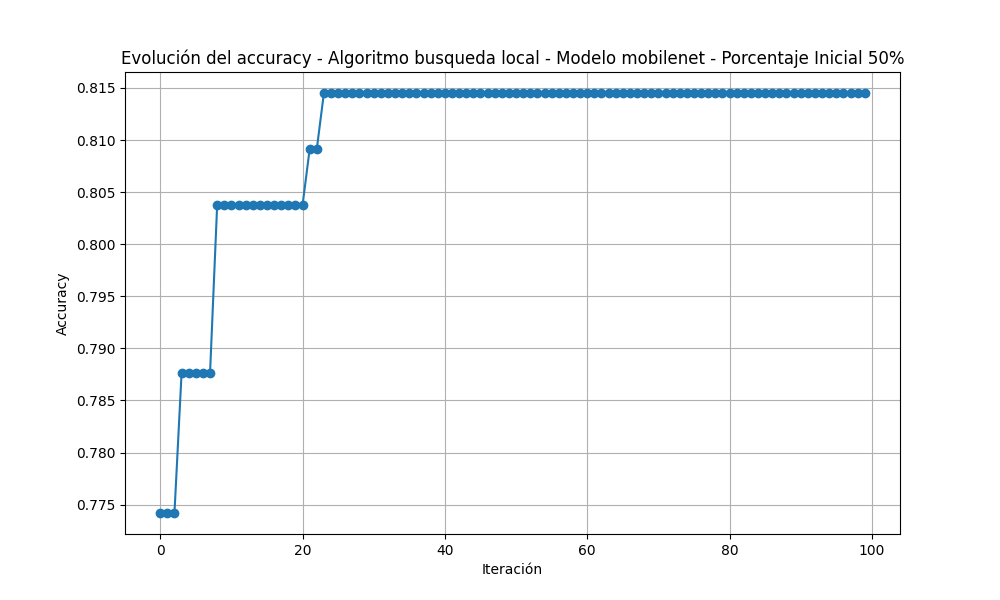 Evolución del accuracy - Algoritmo busqueda local - Modelo mobilenet - Porcentaje Inicial 50%
0.815
0.810
0.805
0.800
0.795
0.790
0.785
0.780
0.775
Accuracy
0 20 40 60 80 100
Iteración